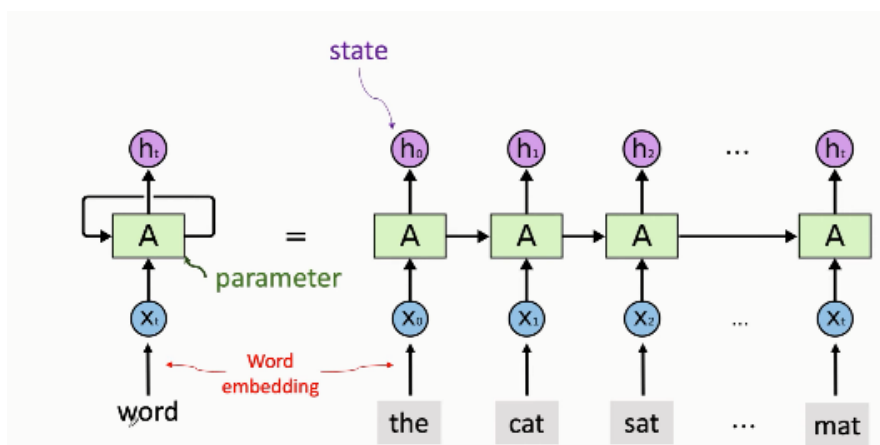 state
hₜ h₀ h₁ h₂ ... hₜ
A = A A A A
parameter
xₜ x₀ x₁ x₂ ... xₜ
Word
embedding
word the cat sat ... mat